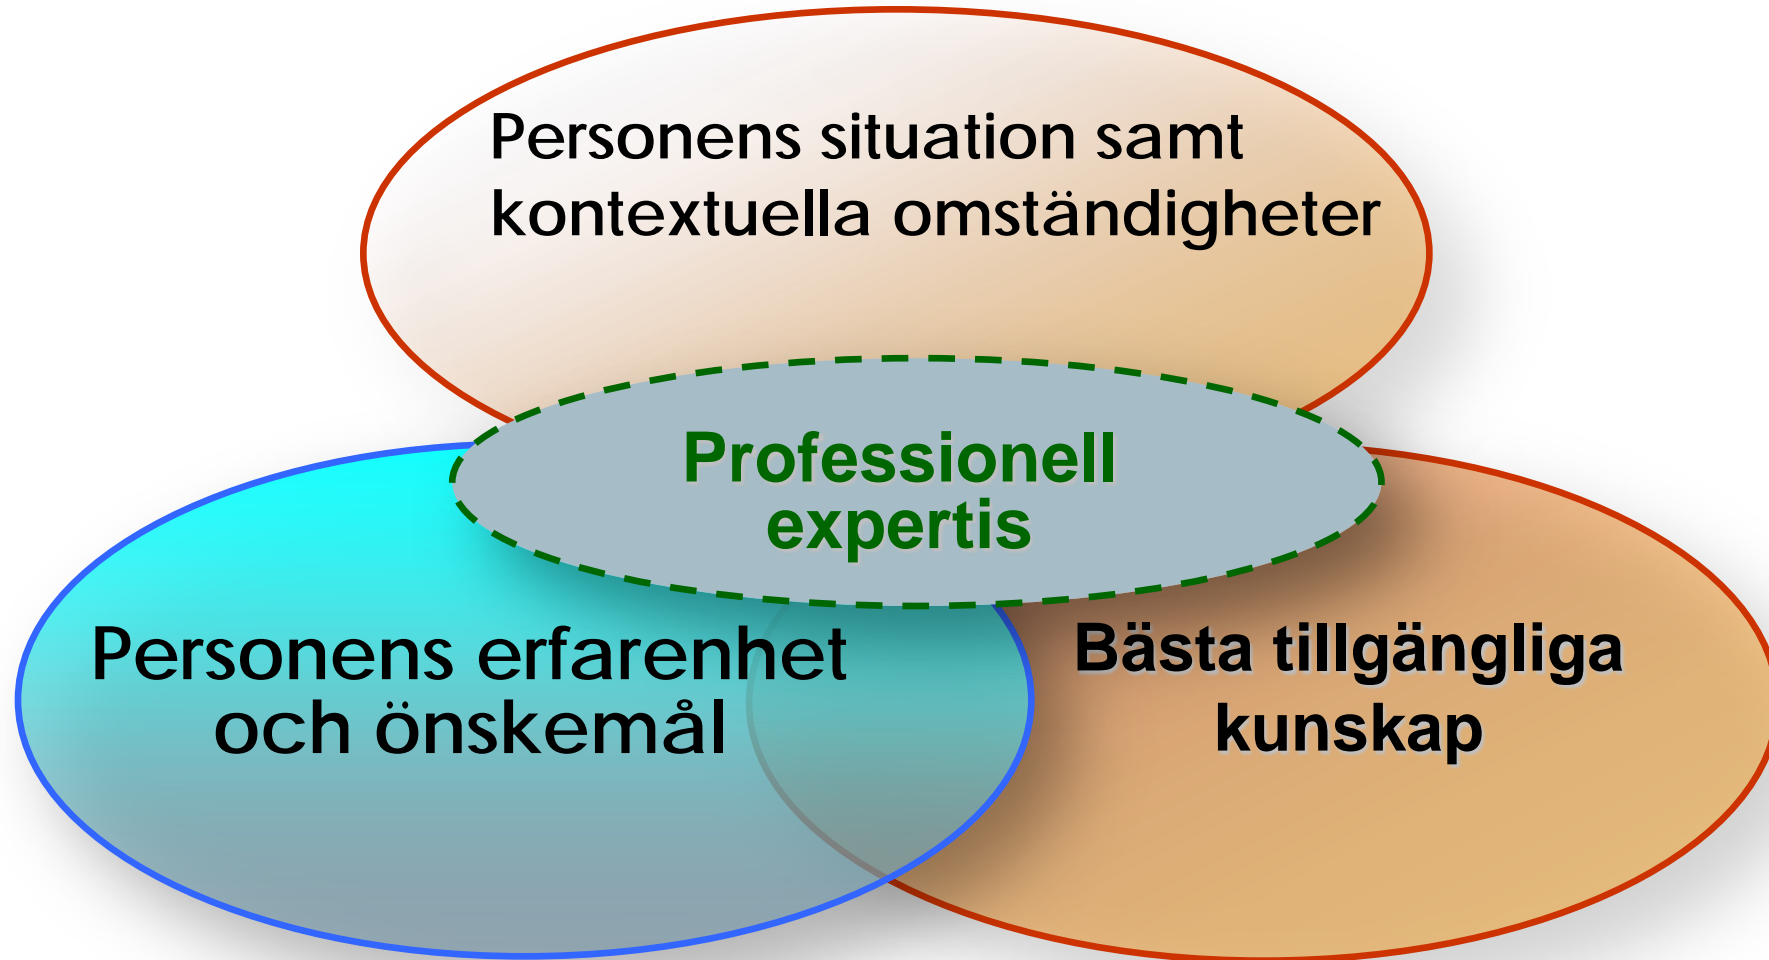 Personens situation samt
kontextuella omständigheter
Professionell
expertis
Personens erfarenhet
och önskemål
Bästa tillgängliga
kunskap